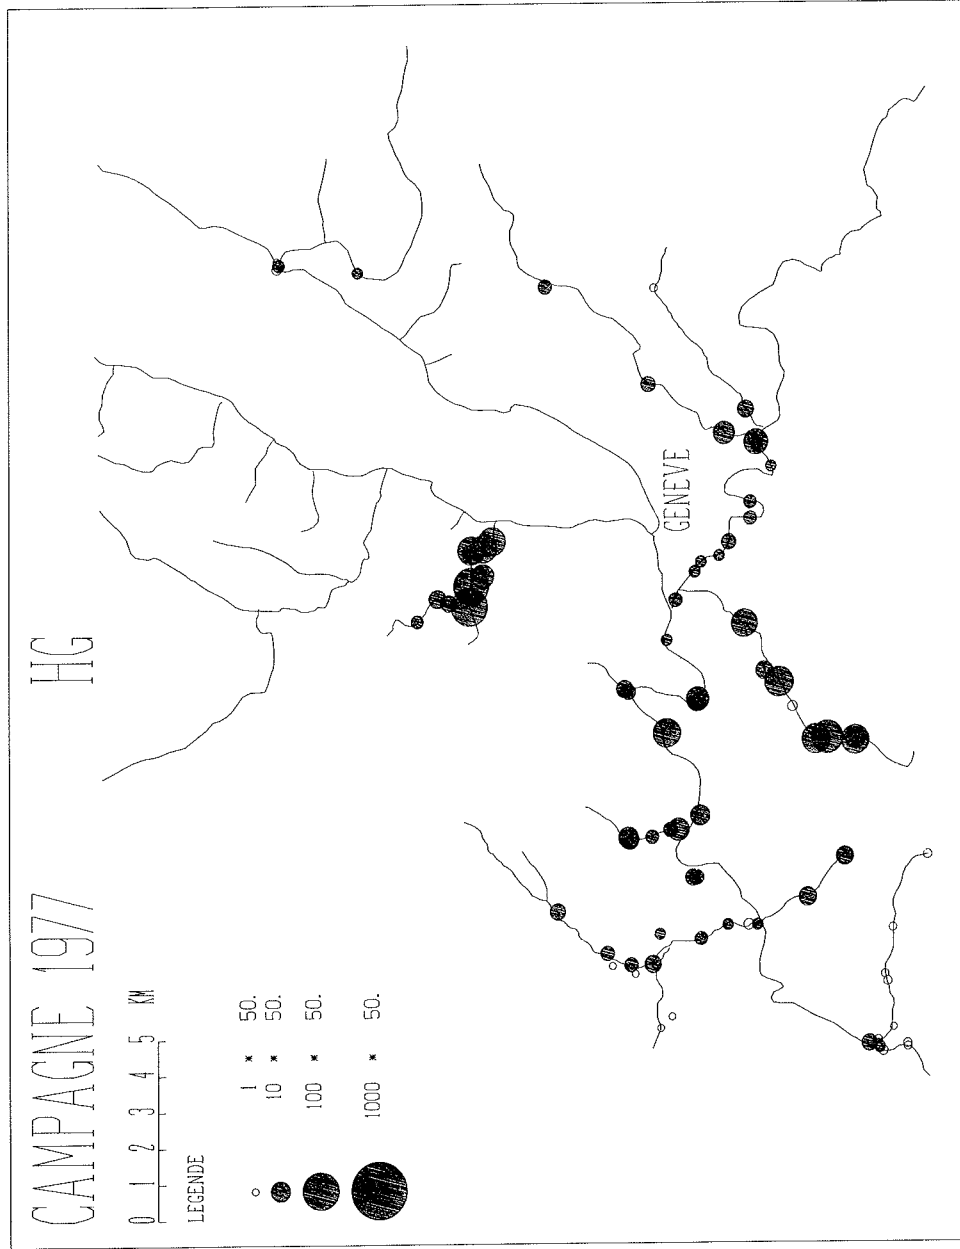 CAMPAGNE 1977 HG
0 1 2 3 4 5 KM
LEGENDE
1 * 50.
10 * 50.
100 * 50.
1000 * 50.
GENEVE